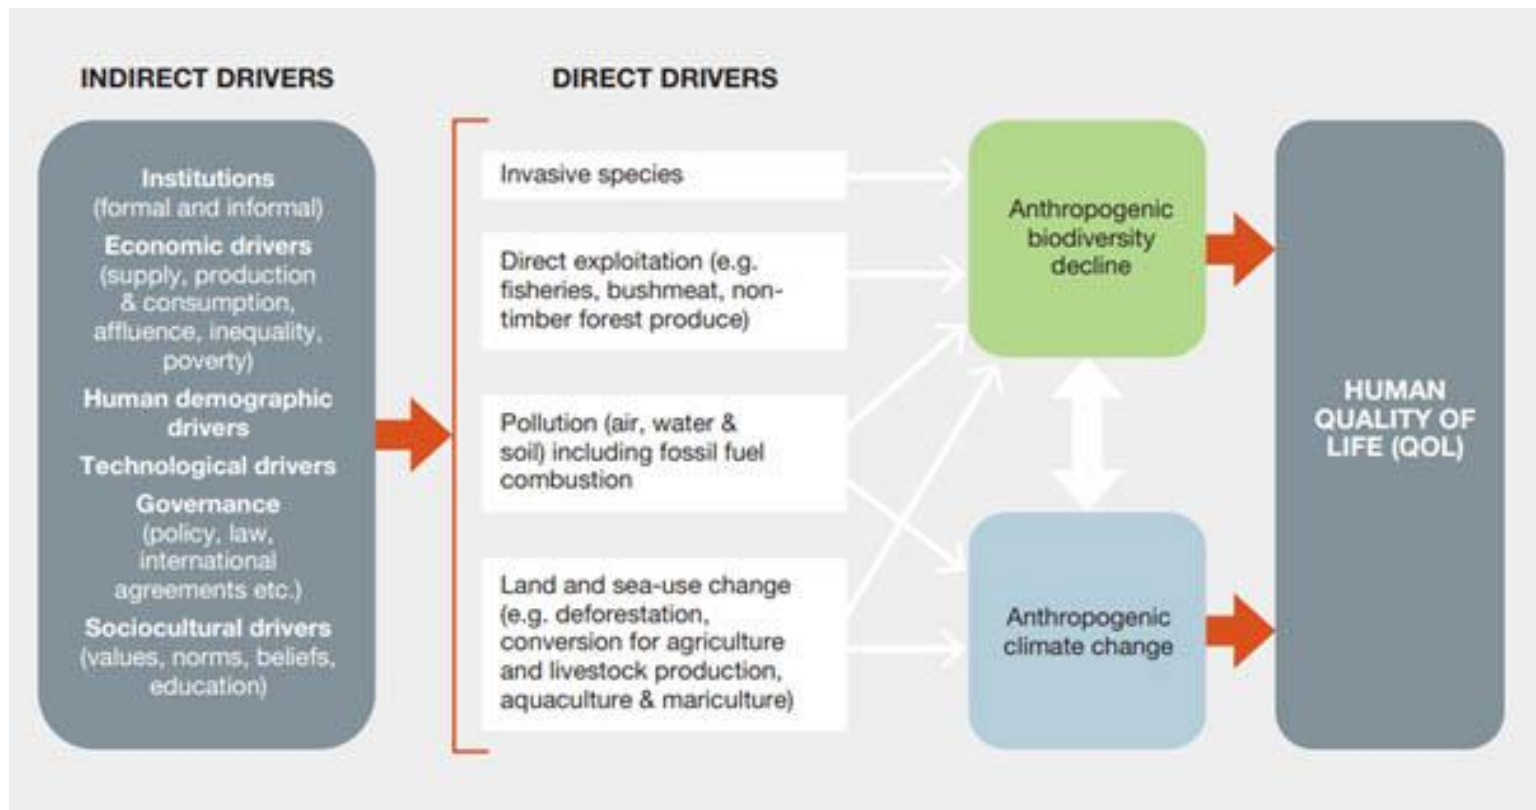 INDIRECT DRIVERS
Institutions
(formal and informal)
Economic drivers
(supply, production
& consumption,
affluence, inequality,
poverty)
Human demographic
drivers
Technological drivers
Governance
(policy, law,
international
agreements etc.)
Sociocultural drivers
(values, norms, beliefs,
education)
DIRECT DRIVERS
Invasive species
Direct exploitation (e.g.
fisheries, bushmeat, non-
timber forest produce)
Pollution (air, water &
soil) including fossil fuel
combustion
Land and sea-use change
(e.g. deforestation,
conversion for agriculture
and livestock production,
aquaculture & mariculture)
Anthropogenic
biodiversity
decline
Anthropogenic
climate change
HUMAN
QUALITY OF
LIFE (QOL)